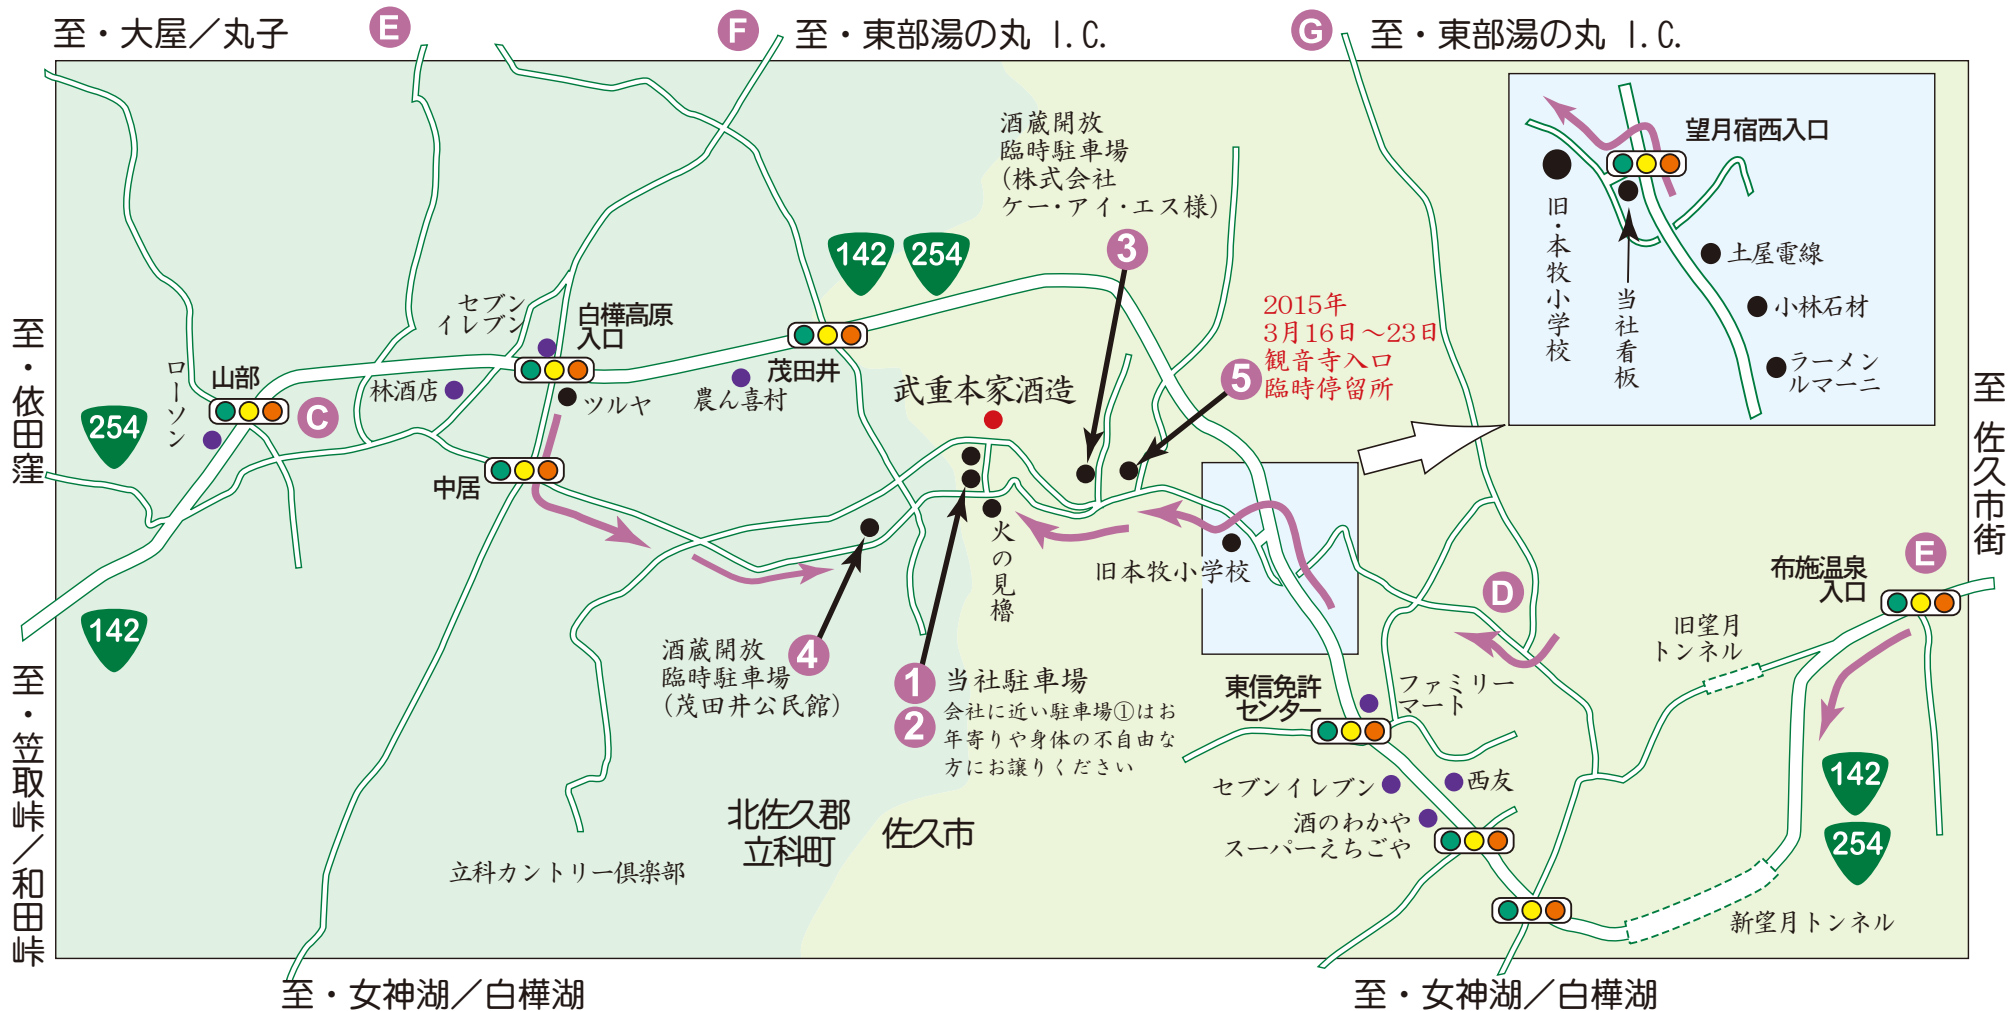 至・大屋／丸子
E
F
至・東部湯の丸 I.C.
G
至・東部湯の丸 I.C.
酒蔵開放
臨時駐車場
（株式会社
ケー・アイ・エス様）
3
142
254
望月宿西入口
旧・本牧小学校
当社看板
土屋電線
小林石材
ラーメン
ルマーニ
2015年
3月16日～23日
観音寺入口
臨時停留所
5
セブン
イレブン
白樺高原
入口
茂田井
農ん喜村
林酒店
ツルヤ
ローソン
山部
C
254
142
中居
武重本家酒造
火の見櫓
旧本牧小学校
至・依田窪
至・笠取峠／和田峠
至 佐久市街
酒蔵開放
臨時駐車場
（茂田井公民館）
4
1
2
当社駐車場
会社に近い駐車場①はお
年寄りや身体の不自由な
方にお譲りください
D
布施温泉
入口
E
旧望月
トンネル
東信免許
センター
ファミリー
マート
セブンイレブン
西友
酒のわかや
スーパーえちごや
142
254
新望月トンネル
北佐久郡
立科町
佐久市
立科カントリー倶楽部
至・女神湖／白樺湖
至・女神湖／白樺湖